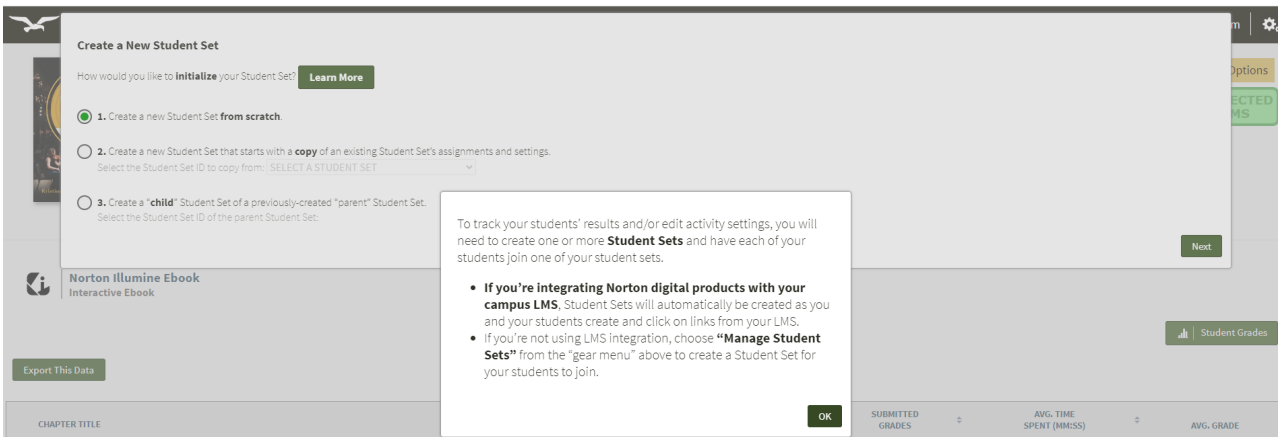 m
Create a New Student Set
How would you like to initialize your Student Set? Learn More
Options
ECTED
MS
1. Create a new Student Set from scratch.
2. Create a new Student Set that starts with a copy of an existing Student Set's assignments and settings.
Select the Student Set ID to copy from: SELECT A STUDENT SET
3. Create a "child" Student Set of a previously-created "parent" Student Set.
Select the Student Set ID of the parent Student Set:
Next
To track your students' results and/or edit activity settings, you will
need to create one or more Student Sets and have each of your
students join one of your student sets.
• If you're integrating Norton digital products with your
campus LMS, Student Sets will automatically be created as you
and your students create and click on links from your LMS.
• If you're not using LMS integration, choose "Manage Student
Sets" from the "gear menu" above to create a Student Set for
your students to join.
OK
Norton Illumine Ebook
Interactive Ebook
Student Grades
Export This Data
CHAPTER TITLE
SUBMITTED
GRADES
AVG. TIME
SPENT (MM:SS)
AVG. GRADE